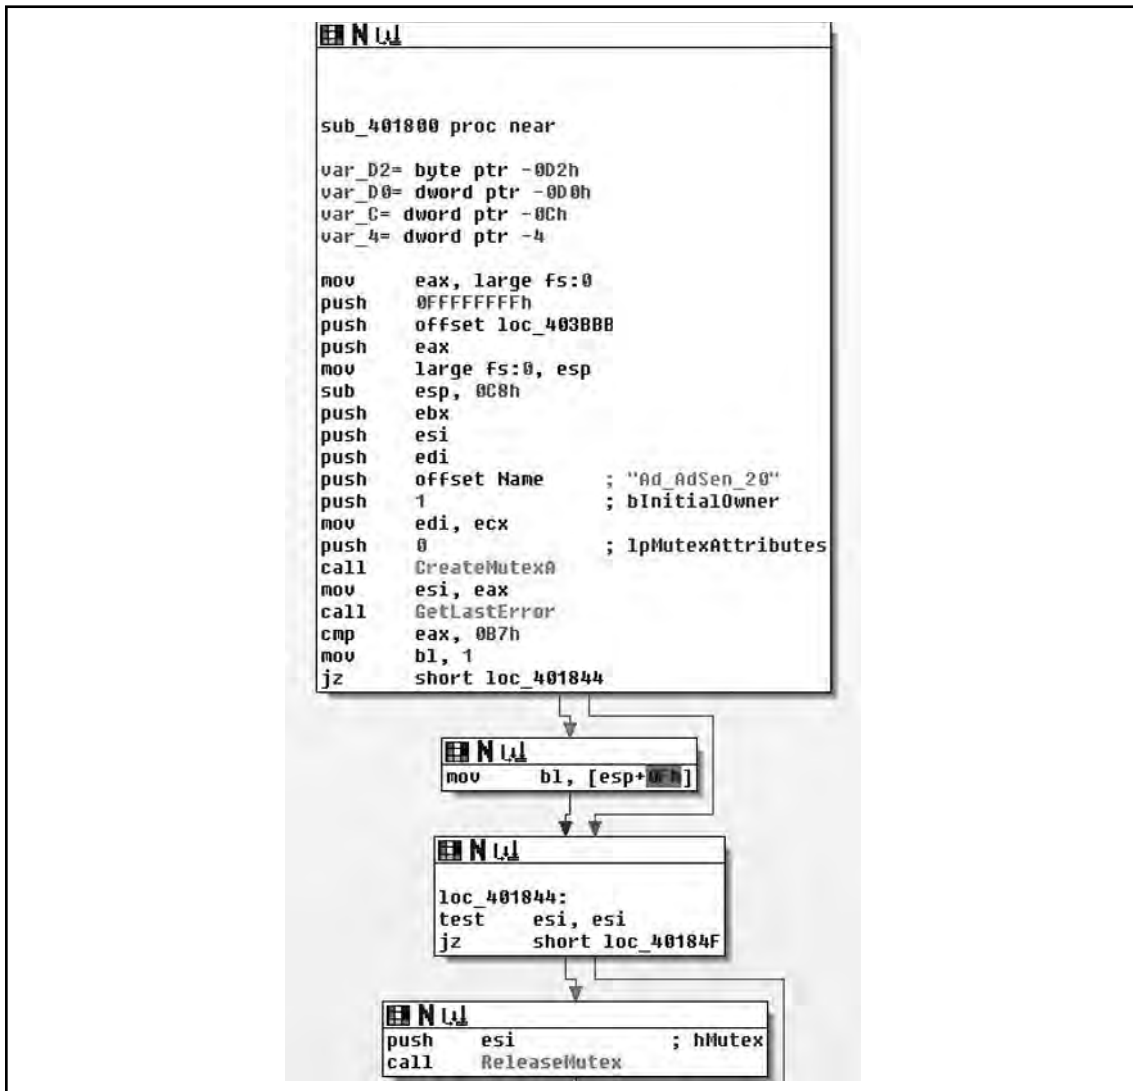 N
sub_401800 proc near
var_D2= byte ptr -0D2h
var_D0= dword ptr -0D0h
var_C= dword ptr -0Ch
var_4= dword ptr -4
mov eax, large fs:0
push 0FFFFFFFFh
push offset loc_403BBB
push eax
mov large fs:0, esp
sub esp, 0C8h
push ebx
push esi
push edi
push offset Name ; "Ad_AdSen_20"
push 1 ; bInitialOwner
mov edi, ecx
push 0 ; lpMutexAttributes
call CreateMutexA
mov esi, eax
call GetLastError
cmp eax, 0B7h
mov bl, 1
jz short loc_401844
N
mov bl, [esp+0Fh]
N
loc_401844:
test esi, esi
jz short loc_40184F
N
push esi ; hMutex
call ReleaseMutex